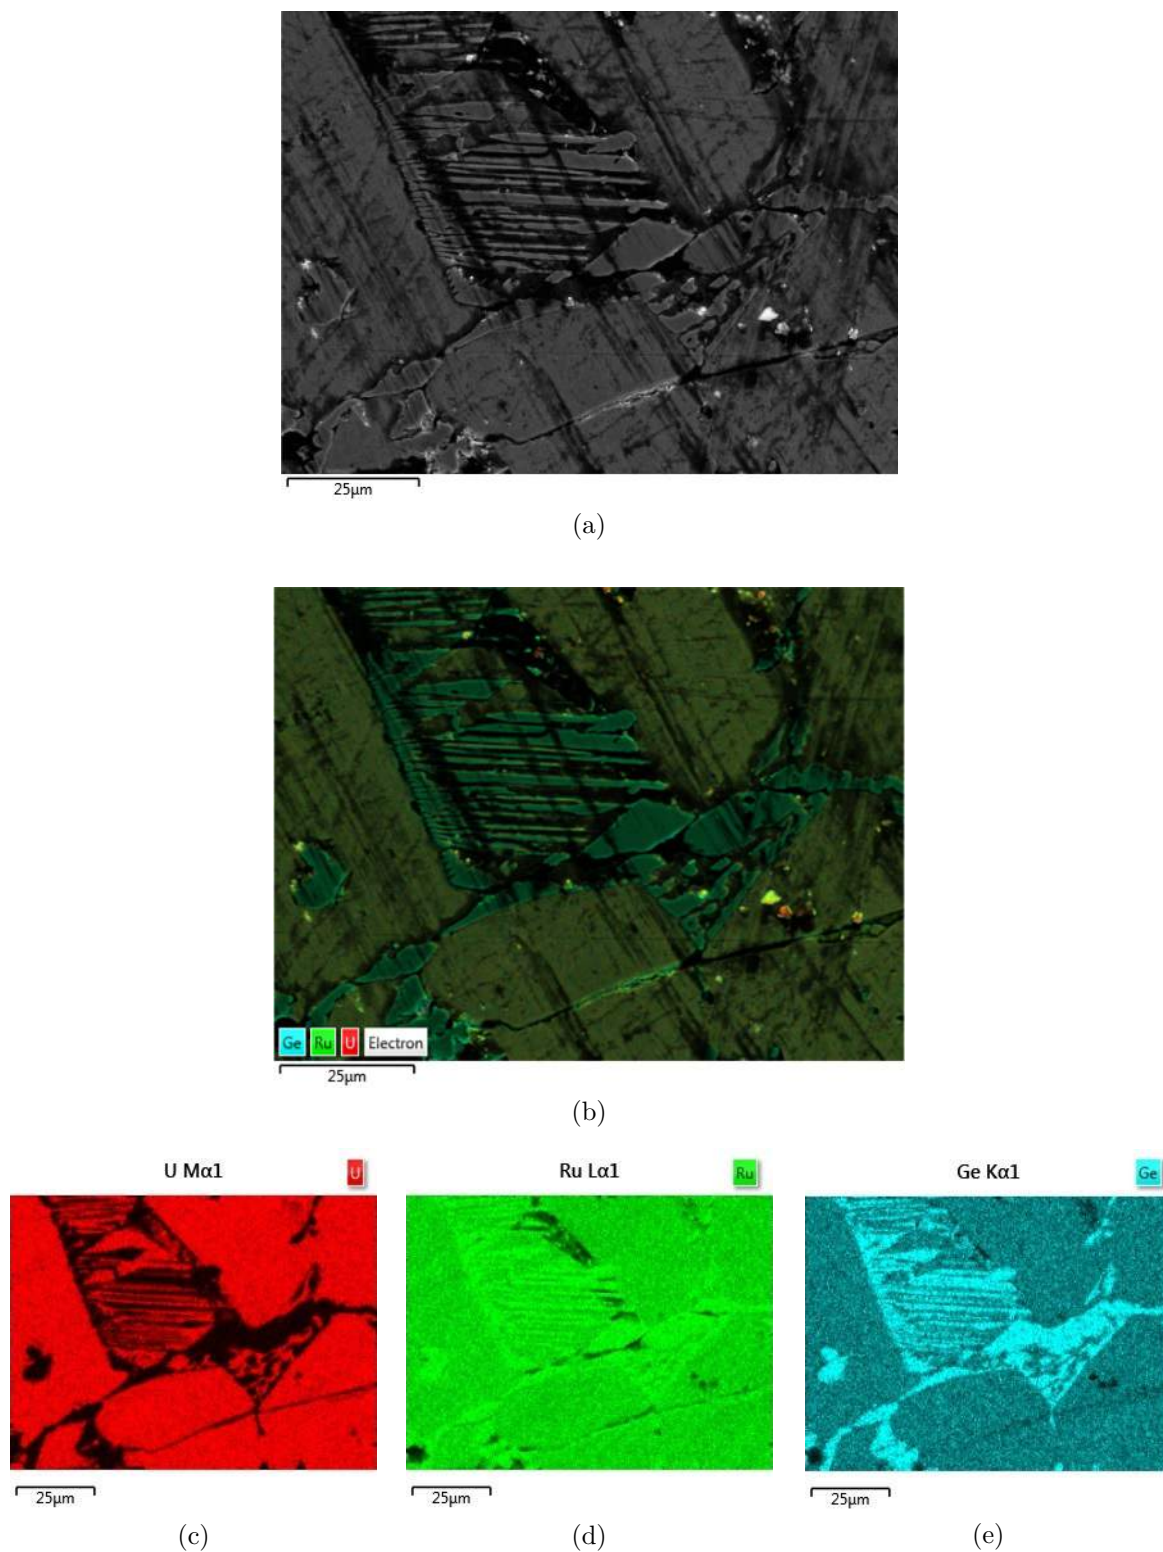 25μm
(a)
Ge Ru U Electron
25μm
(b)
U Mα1 U
Ru Lα1 Ru
Ge Kα1 Ge
25μm
25μm
25μm
(c)
(d)
(e)